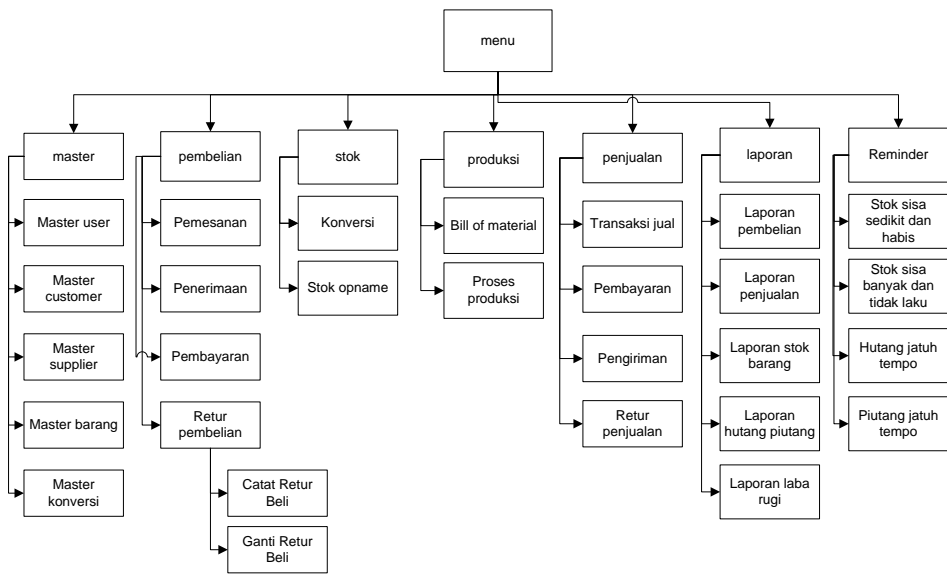 menu
master
pembelian
stok
produksi
penjualan
laporan
Reminder
Master user
Master
customer
Master
supplier
Master barang
Master
konversi
Pemesanan
Penerimaan
Pembayaran
Retur
pembelian
Catat Retur
Beli
Ganti Retur
Beli
Konversi
Stok opname
Bill of material
Proses
produksi
Transaksi jual
Pembayaran
Pengiriman
Retur
penjualan
Laporan
pembelian
Laporan
penjualan
Laporan stok
barang
Laporan
hutang piutang
Laporan laba
rugi
Stok sisa
sedikit dan
habis
Stok sisa
banyak dan
tidak laku
Hutang jatuh
tempo
Piutang jatuh
tempo